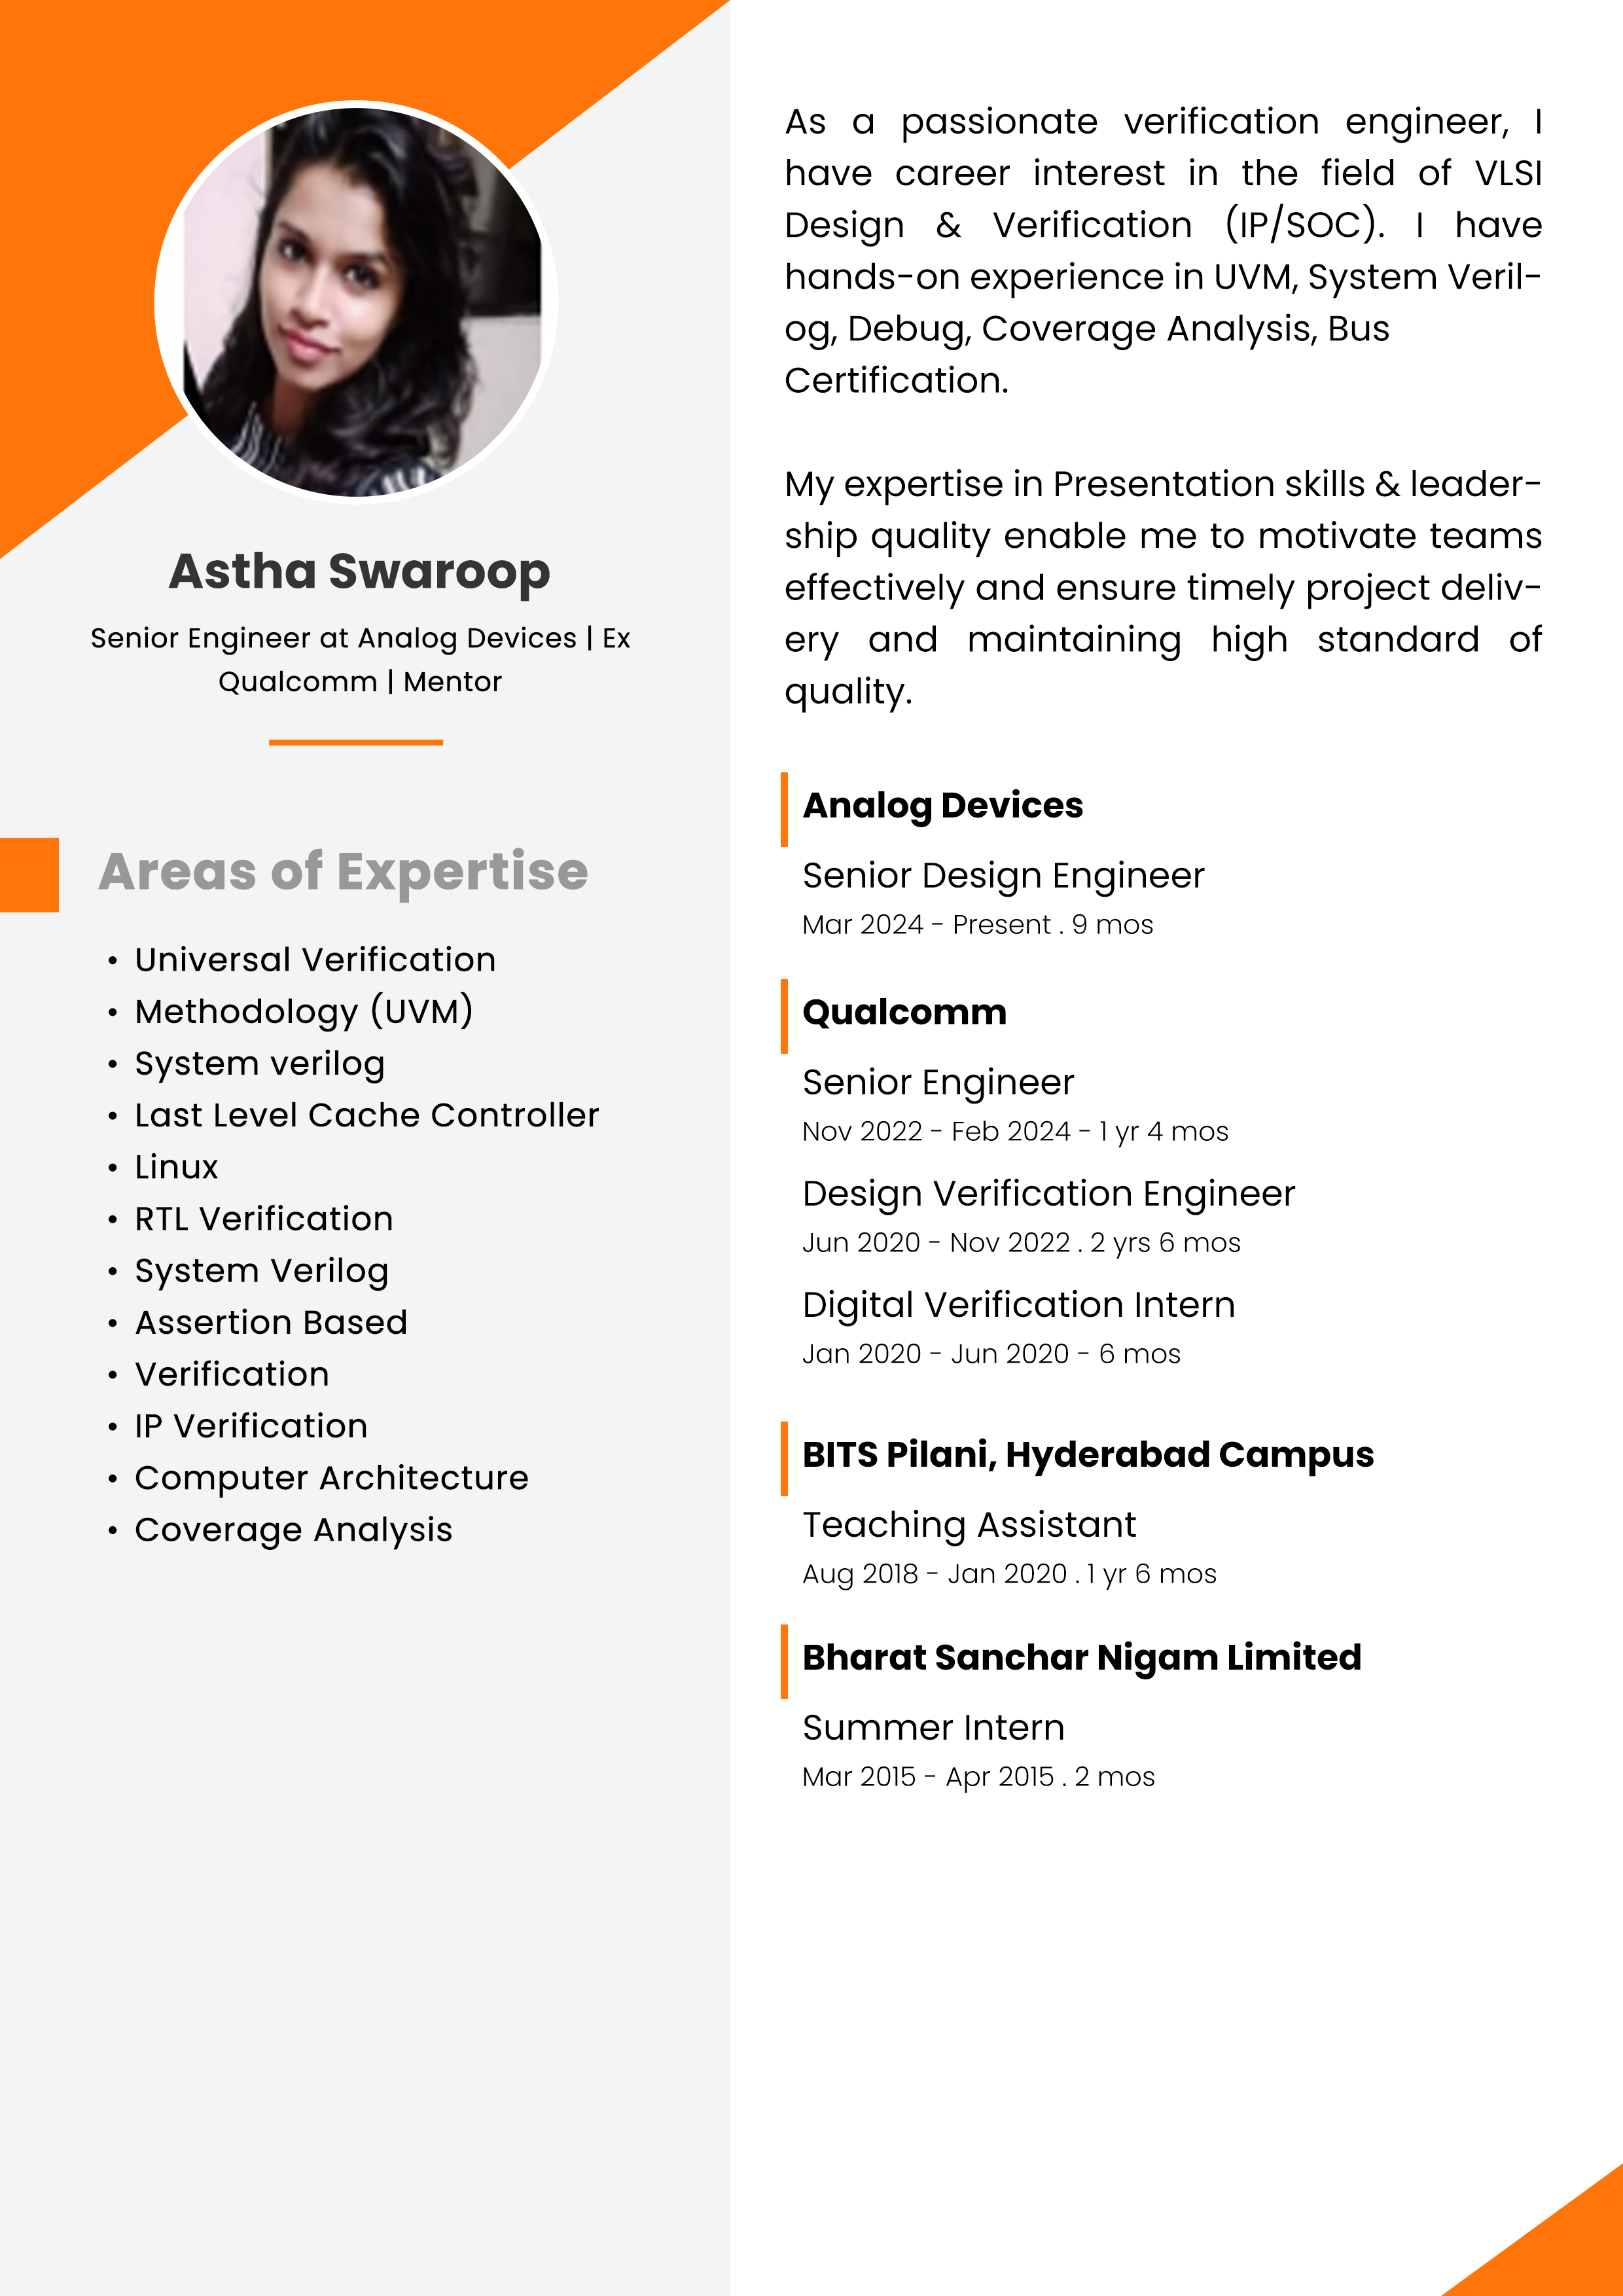 Astha Swaroop
Senior Engineer at Analog Devices | Ex
Qualcomm | Mentor
Areas of Expertise
• Universal Verification
• Methodology (UVM)
• System verilog
• Last Level Cache Controller
• Linux
• RTL Verification
• System Verilog
• Assertion Based
• Verification
• IP Verification
• Computer Architecture
• Coverage Analysis
As a passionate verification engineer, I
have career interest in the field of VLSI
Design & Verification (IP/SOC). I have
hands-on experience in UVM, System Veril-
og, Debug, Coverage Analysis, Bus
Certification.
My expertise in Presentation skills & leader-
ship quality enable me to motivate teams
effectively and ensure timely project deliv-
ery and maintaining high standard of
quality.
Analog Devices
Senior Design Engineer
Mar 2024 - Present . 9 mos
Qualcomm
Senior Engineer
Nov 2022 - Feb 2024 - 1 yr 4 mos
Design Verification Engineer
Jun 2020 - Nov 2022 . 2 yrs 6 mos
Digital Verification Intern
Jan 2020 - Jun 2020 - 6 mos
BITS Pilani, Hyderabad Campus
Teaching Assistant
Aug 2018 - Jan 2020 . 1 yr 6 mos
Bharat Sanchar Nigam Limited
Summer Intern
Mar 2015 - Apr 2015 . 2 mos